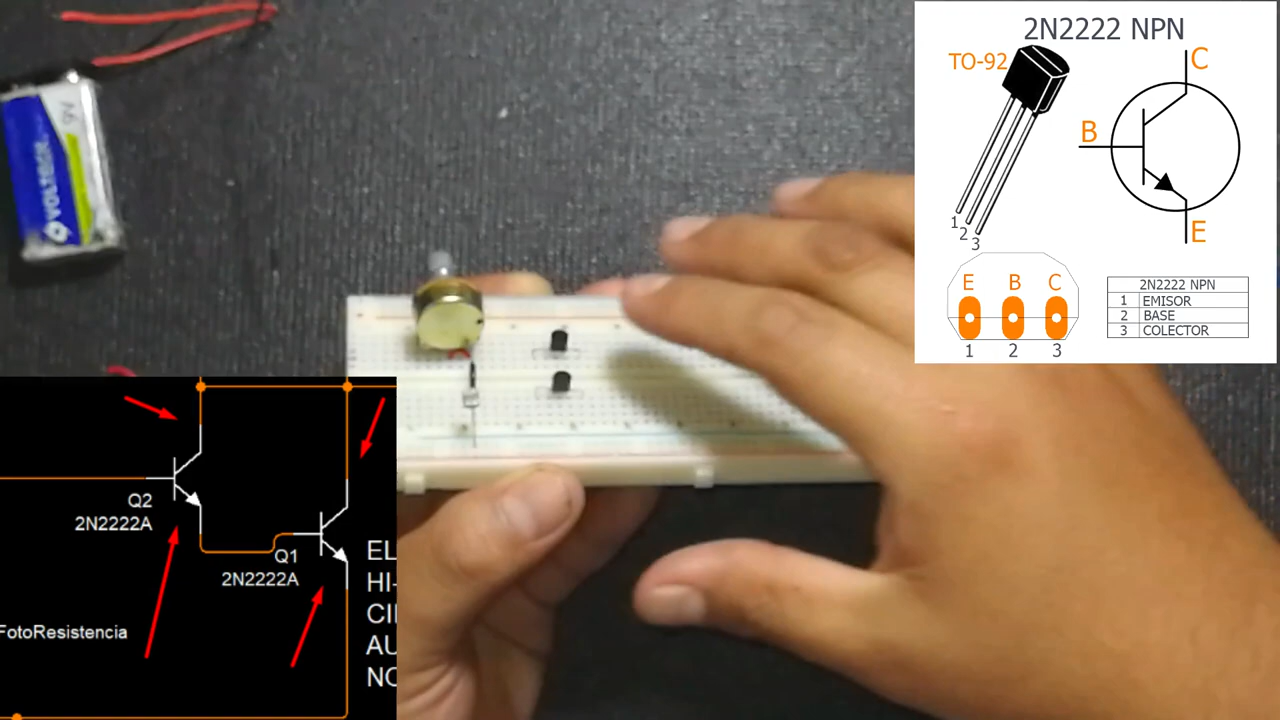 2N2222 NPN
TO-92
C
B
E
1
2
3
E B C
1 2 3
2N2222 NPN
1 EMISOR
2 BASE
3 COLECTOR
VOLTECK
9V
Q2
2N2222A
Q1
2N2222A
FotoResistencia
EL
HI-
CI
AU
NO